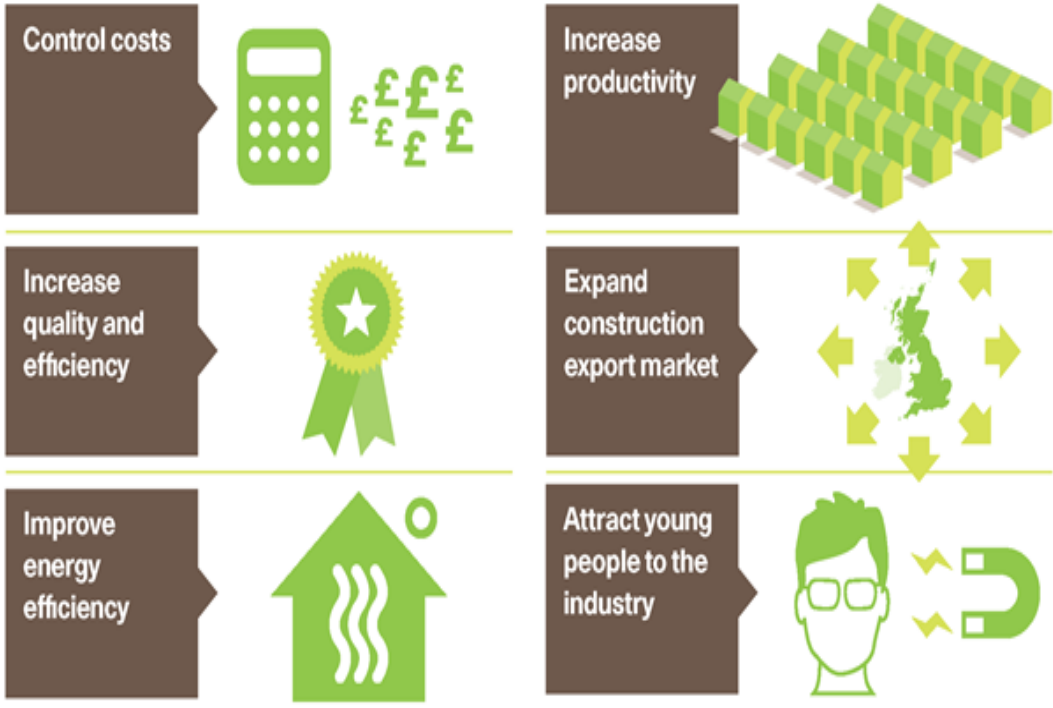 Control costs
Increase
productivity
Increase
quality and
efficiency
Expand
construction
export market
Improve
energy
efficiency
Attract young
people to the
industry
£ £ £ £ £ £ £